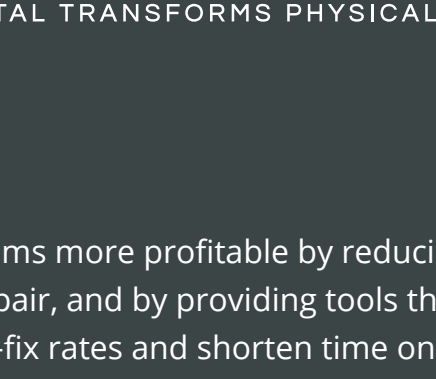 TAL TRANSFORMS PHYSICAL
ms more profitable by reduci
pair, and by providing tools th
-fix rates and shorten time on